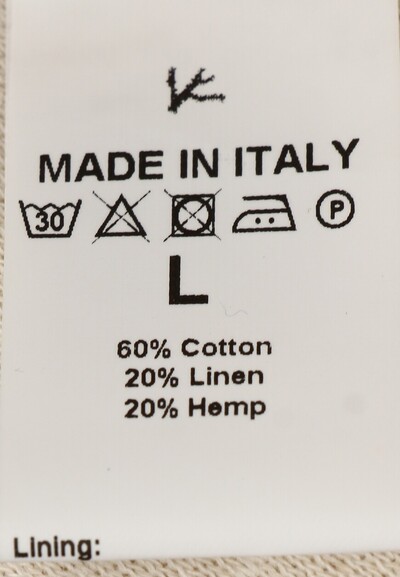 MADE IN ITALY
30 P
L
60% Cotton
20% Linen
20% Hemp
Lining: